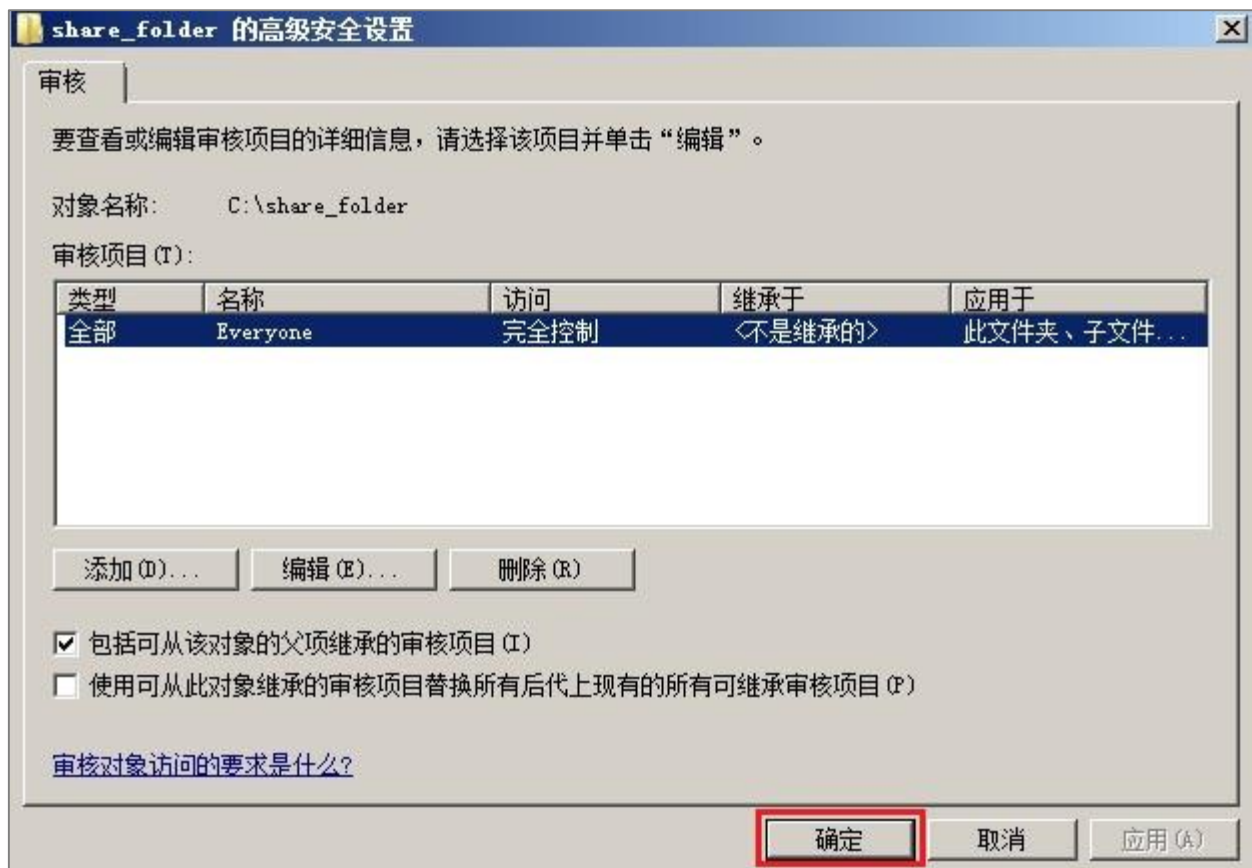 share_folder 的高级安全设置
审核
要查看或编辑审核项目的详细信息，请选择该项目并单击“编辑”。
对象名称: C:\share_folder
审核项目(T):
类型 名称 访问 继承于 应用于
全部 Everyone 完全控制 <不是继承的> 此文件夹、子文件...
添加(D)... 编辑(E)... 删除(R)
包括可从该对象的父项继承的审核项目(I)
使用可从此对象继承的审核项目替换所有后代上现有的所有可继承审核项目(P)
审核对象访问的要求是什么?
确定 取消 应用(A)